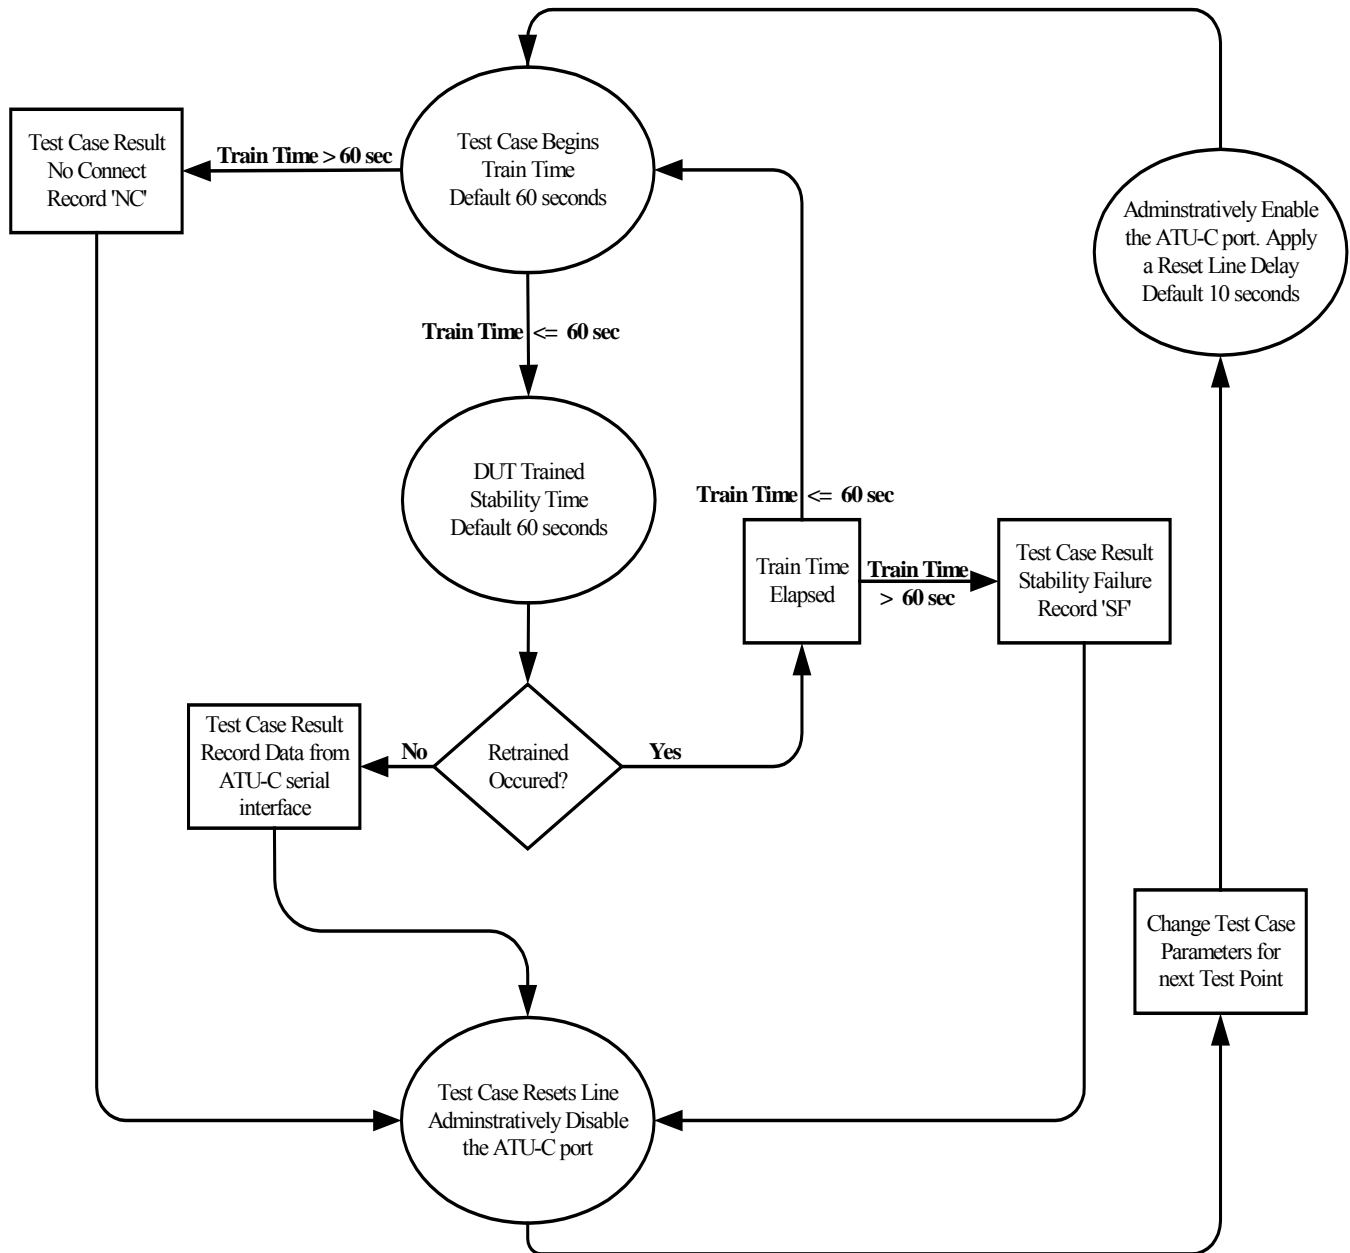 Test Case Begins
Train Time
Default 60 seconds
Test Case Result
No Connect
Record 'NC'
Train Time > 60 sec
Adminstratively Enable
the ATU-C port. Apply
a Reset Line Delay
Default 10 seconds
Train Time <= 60 sec
DUT Trained
Stability Time
Default 60 seconds
Train Time <= 60 sec
Train Time
Elapsed
Train Time
> 60 sec
Test Case Result
Stability Failure
Record 'SF'
Test Case Result
Record Data from
ATU-C serial
interface
No
Retrained
Occured?
Yes
Change Test Case
Parameters for
next Test Point
Test Case Resets Line
Adminstratively Disable
the ATU-C port